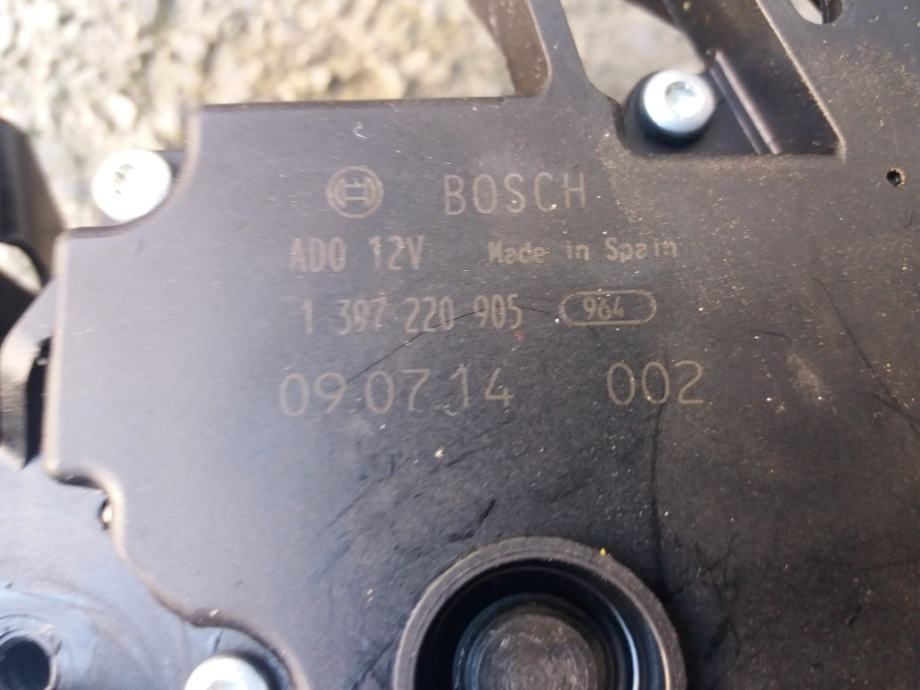 BOSCH
ADO 12V Made in Spain
1 397 220 905 964
09.07.14 002